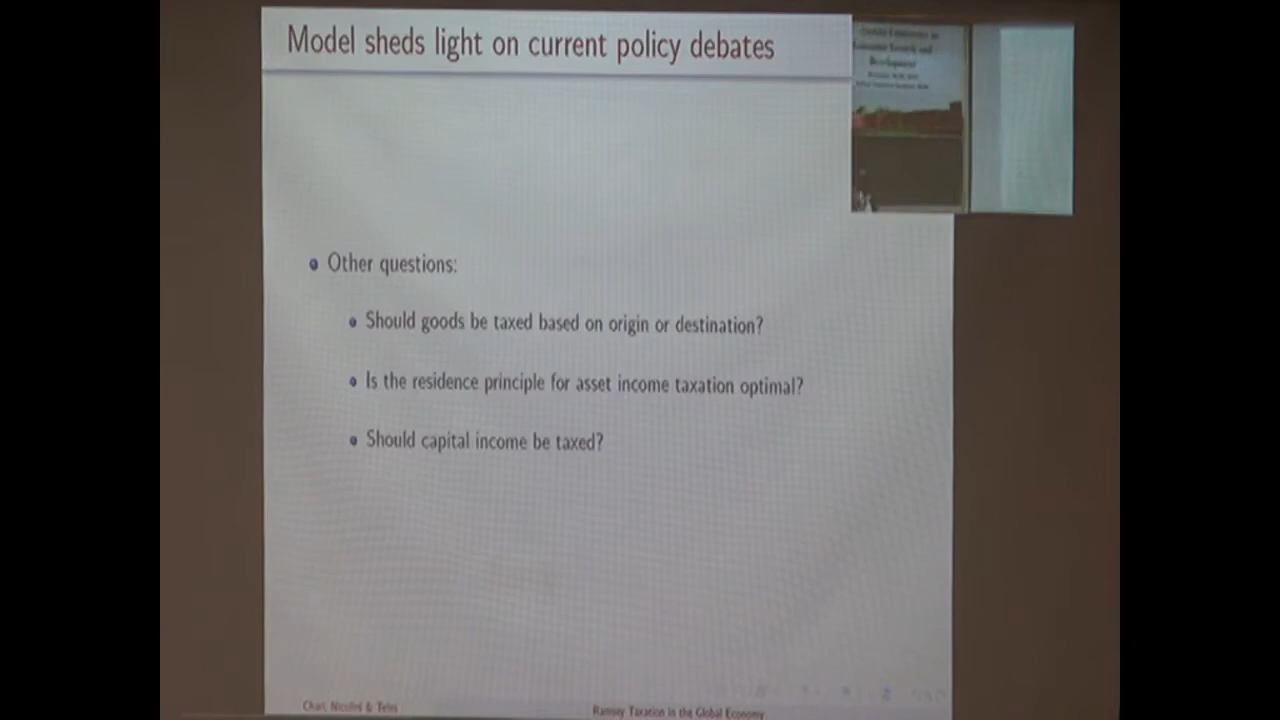 Model sheds light on current policy debates
Other questions:
Should goods be taxed based on origin or destination?
Is the residence principle for asset income taxation optimal?
Should capital income be taxed?
Chari, Nicolini & Teles
Ramsey Taxation in the Global Economy
Development